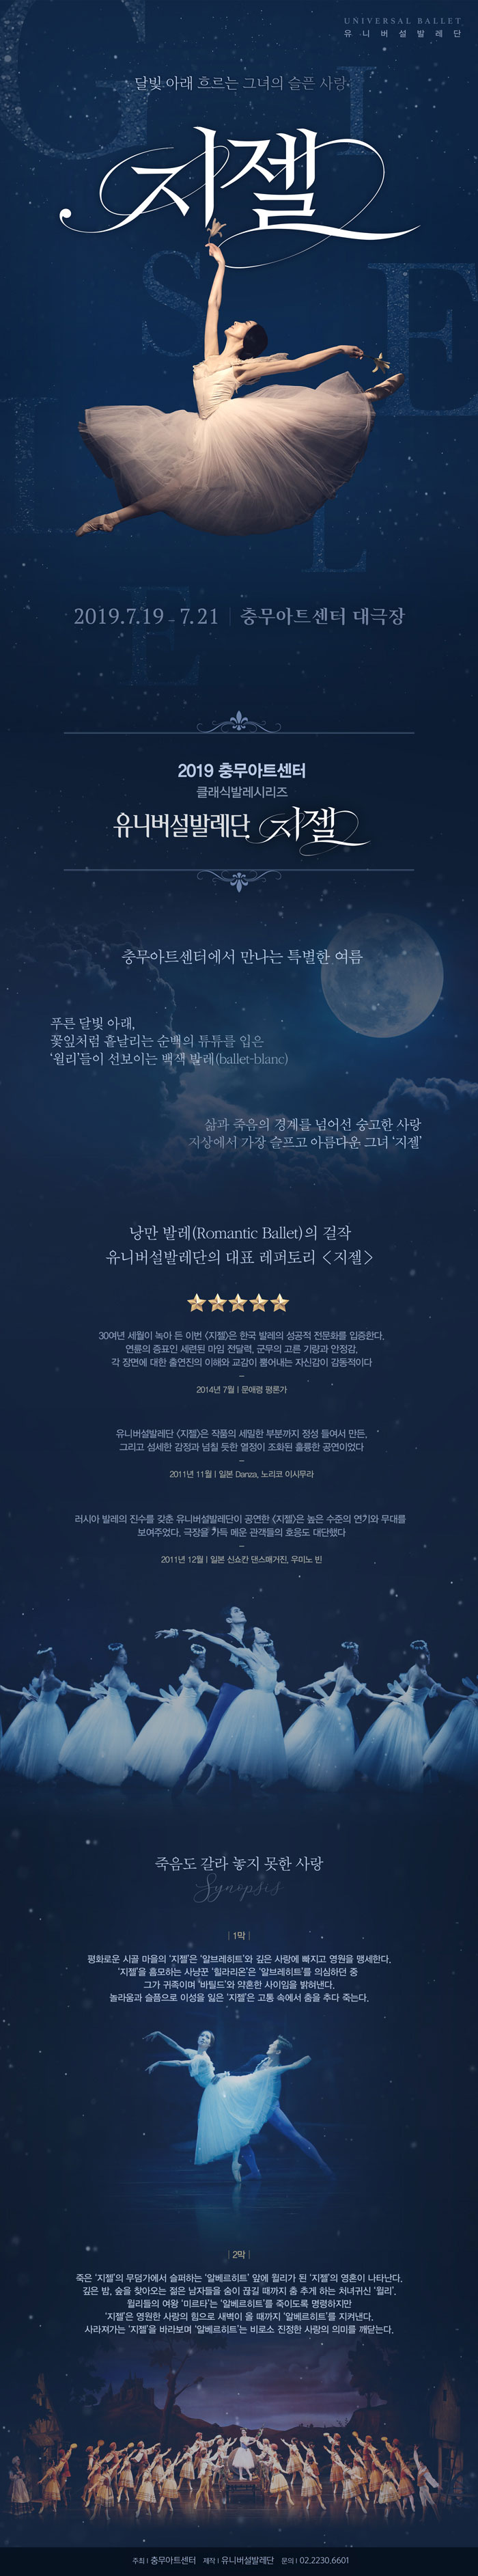 UNIVERSAL BALLET
유니버설발레단
달빛 아래 흐르는 그녀의 슬픈 사랑
지젤
G
I
S
E
L
L
E
2019.7.19 - 7.21 | 충무아트센터 대극장
2019 충무아트센터
클래식발레시리즈
유니버설발레단 지젤
충무아트센터에서 만나는 특별한 여름
푸른 달빛 아래,
꽃잎처럼 흩날리는 순백의 튜튜를 입은
‘윌리’들이 선보이는 백색 발레(ballet-blanc)
삶과 죽음의 경계를 넘어선 숭고한 사랑
지상에서 가장 슬프고 아름다운 그녀 ‘지젤’
낭만 발레(Romantic Ballet)의 걸작
유니버설발레단의 대표 레퍼토리 <지젤>
30여년 세월이 녹아 든 이번 <지젤>은 한국 발레의 성공적 전문화를 입증한다.
연륜의 증표인 세련된 마임 전달력, 군무의 고른 기량과 안정감,
각 장면에 대한 출연진의 이해와 교감이 뿜어내는 자신감이 감동적이다
–
2014년 7월 | 문애령 평론가
유니버설발레단 <지젤>은 작품의 세밀한 부분까지 정성 들여서 만든,
그리고 섬세한 감정과 넘칠 듯한 열정이 조화된 훌륭한 공연이었다
–
2011년 11월 | 일본 Danza, 노리코 이시무라
러시아 발레의 진수를 갖춘 유니버설발레단이 공연한 <지젤>은 높은 수준의 연기와 무대를
보여주었다. 극장을 가득 메운 관객들의 호응도 대단했다
–
2011년 12월 | 일본 신쇼칸 댄스매거진, 우미노 빈
죽음도 갈라 놓지 못한 사랑
Synopsis
| 1막 |
평화로운 시골 마을의 ‘지젤’은 ‘알브레히트’와 깊은 사랑에 빠지고 영원을 맹세한다.
‘지젤’을 흠모하는 사냥꾼 ‘힐라리온’은 ‘알브레히트’를 의심하던 중
그가 귀족이며 ‘바틸드’와 약혼한 사이임을 밝혀낸다.
놀라움과 슬픔으로 이성을 잃은 ‘지젤’은 고통 속에서 춤을 추다 죽는다.
| 2막 |
죽은 ‘지젤’의 무덤가에서 슬퍼하는 ‘알베르히트’ 앞에 윌리가 된 ‘지젤’의 영혼이 나타난다.
깊은 밤, 숲을 찾아오는 젊은 남자들을 숨이 끊길 때까지 춤 추게 하는 처녀귀신 ‘윌리’.
윌리들의 여왕 ‘미르타’는 ‘알베르히트’를 죽이도록 명령하지만
‘지젤’은 영원한 사랑의 힘으로 새벽이 올 때까지 ‘알베르히트’를 지켜낸다.
사라져가는 ‘지젤’을 바라보며 ‘알베르히트’는 비로소 진정한 사랑의 의미를 깨닫는다.
주최 | 충무아트센터 제작 | 유니버설발레단 문의 | 02.2230.6601